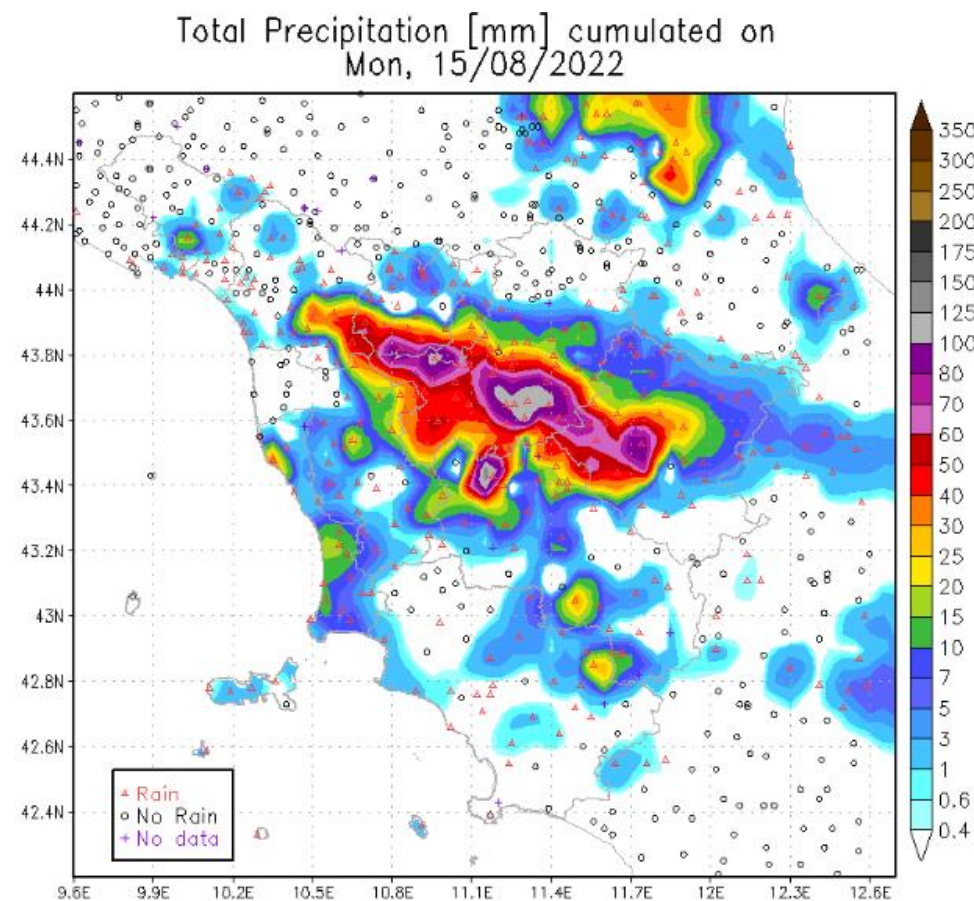 Total Precipitation [mm] cumulated on
Mon, 15/08/2022
44.4N
44.2N
44N
43.8N
43.6N
43.4N
43.2N
43N
42.8N
42.6N
42.4N
9.6E 9.9E 10.2E 10.5E 10.8E 11.1E 11.4E 11.7E 12E 12.3E 12.6E
Rain
No Rain
No data
350
300
250
200
175
150
125
100
80
70
60
50
40
30
25
20
15
10
7
5
3
1
0.6
0.4